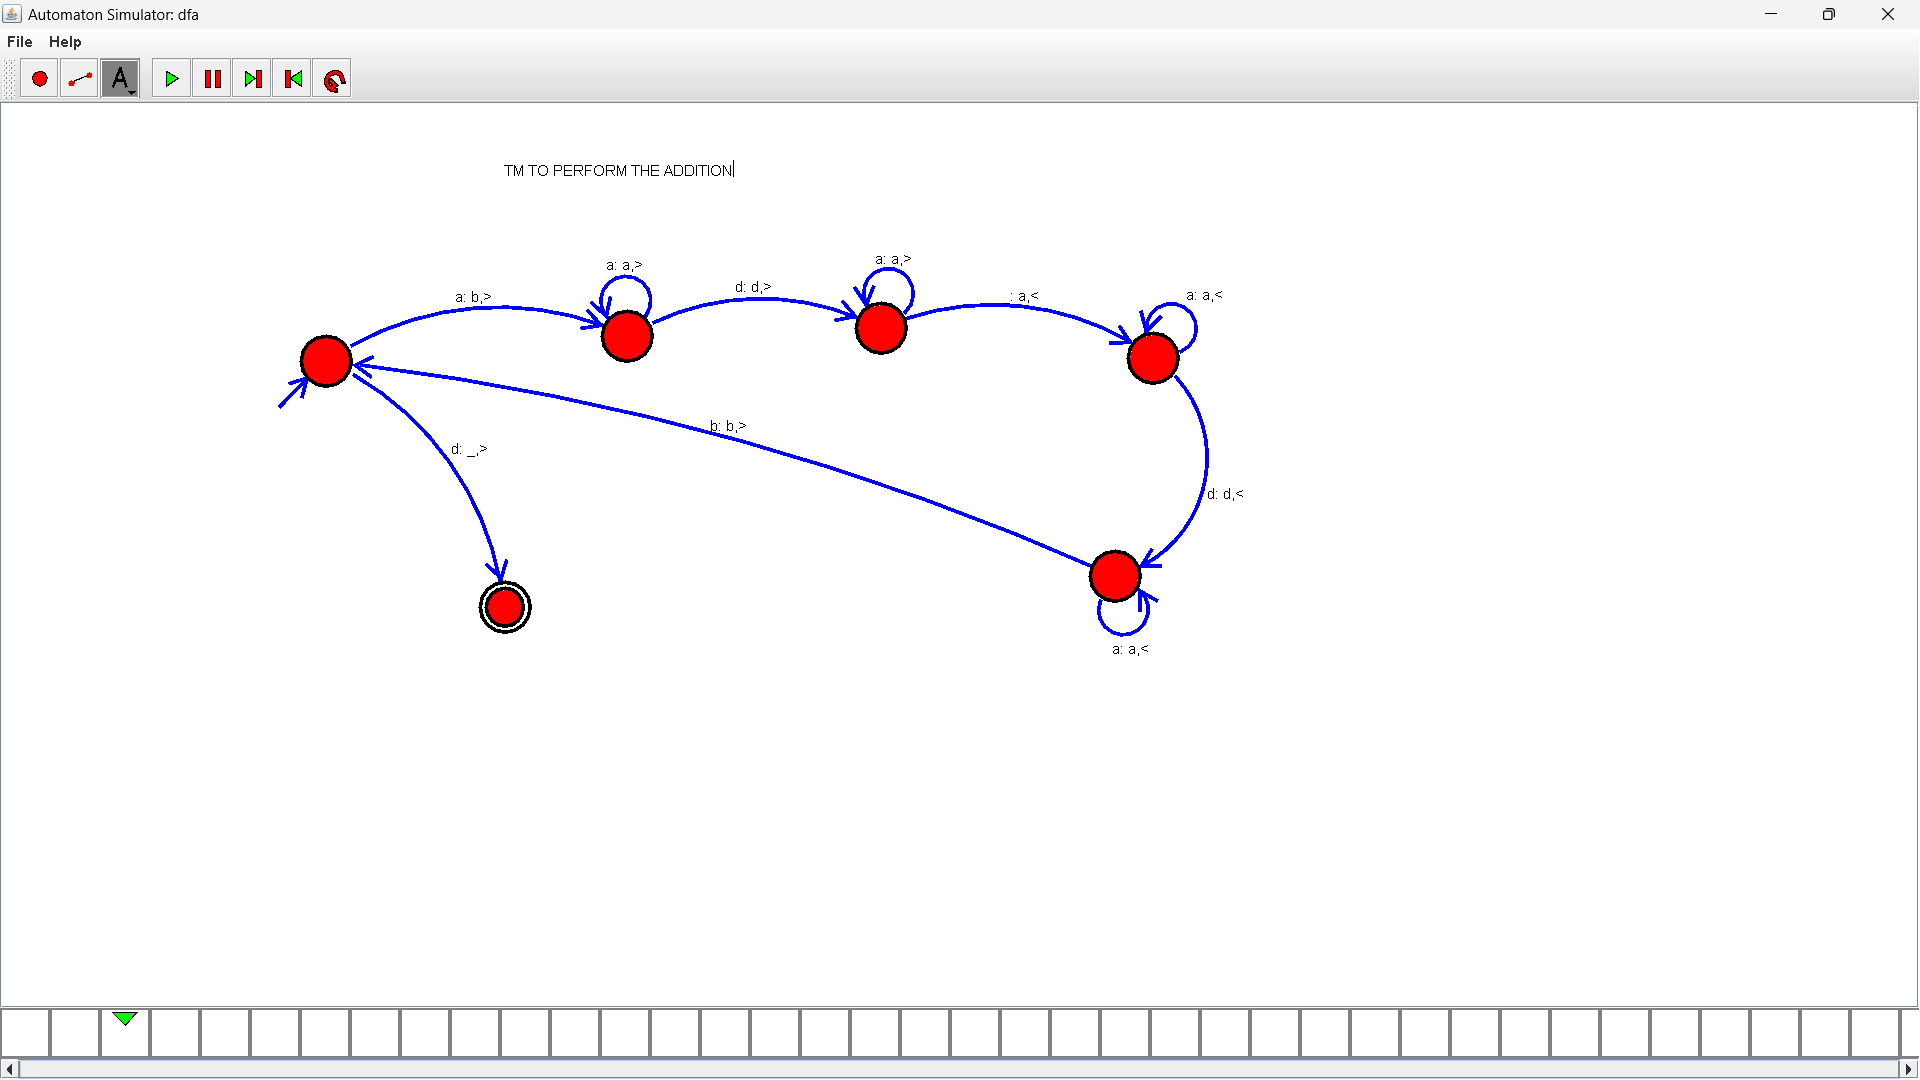 Automaton Simulator: dfa
File Help
A
TM TO PERFORM THE ADDITION
a: a,>
a: a,>
a: b,>
d: d,>
: a,<
a: a,<
b: b,>
d: _,>
d: d,<
a: a,<